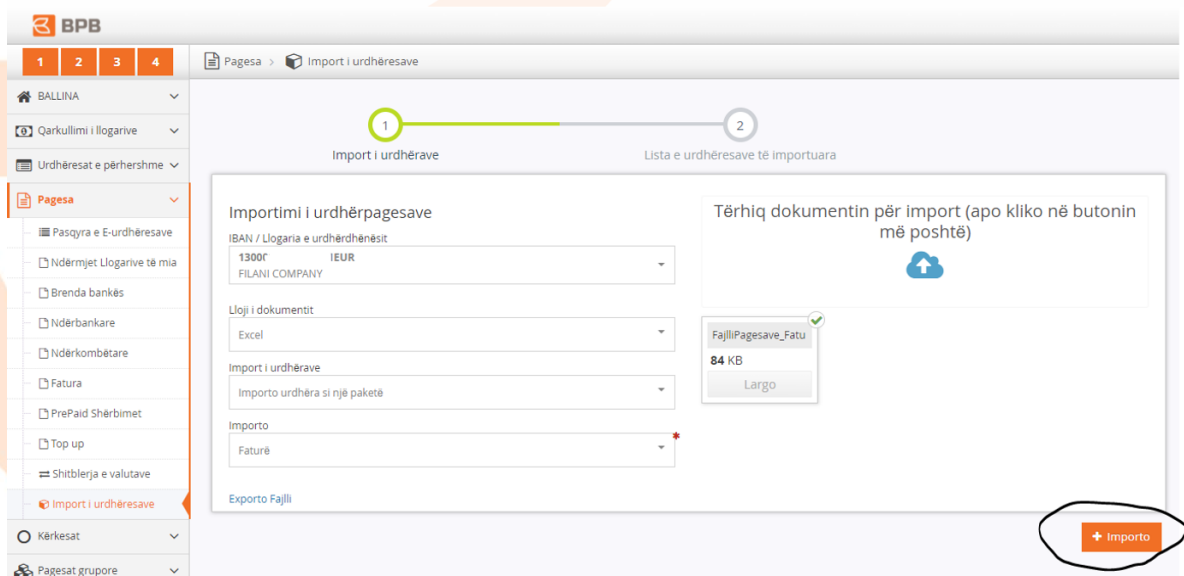 BPB
1 2 3 4
Pagesa > Import i urdhëresave
BALLINA
Qarkullimi i llogarive
Urdhëresat e përhershme
Pagesa
Pasqyra e E-urdhëresave
Ndërmjet Llogarive të mia
Brenda bankës
Ndërbankare
Ndërkombëtare
Fatura
PrePaid Shërbimet
Top up
Shitblerja e valutave
Import i urdhëresave
Kërkesat
Pagesat grupore
1
Import i urdhërave
2
Lista e urdhëresave të importuara
Importimi i urdhërpagesave
IBAN / Llogaria e urdhërdhënësit
FILANI COMPANY
Lloji i dokumentit
Excel
Import i urdhërave
Importo urdhëra si një paketë
Importo
Faturë
*
Exporto Fajlli
Tërhiq dokumentin për import (apo kliko në butonin
më poshtë)
FajlliPagesave_Fatu
84 KB
Largo
+ Importo